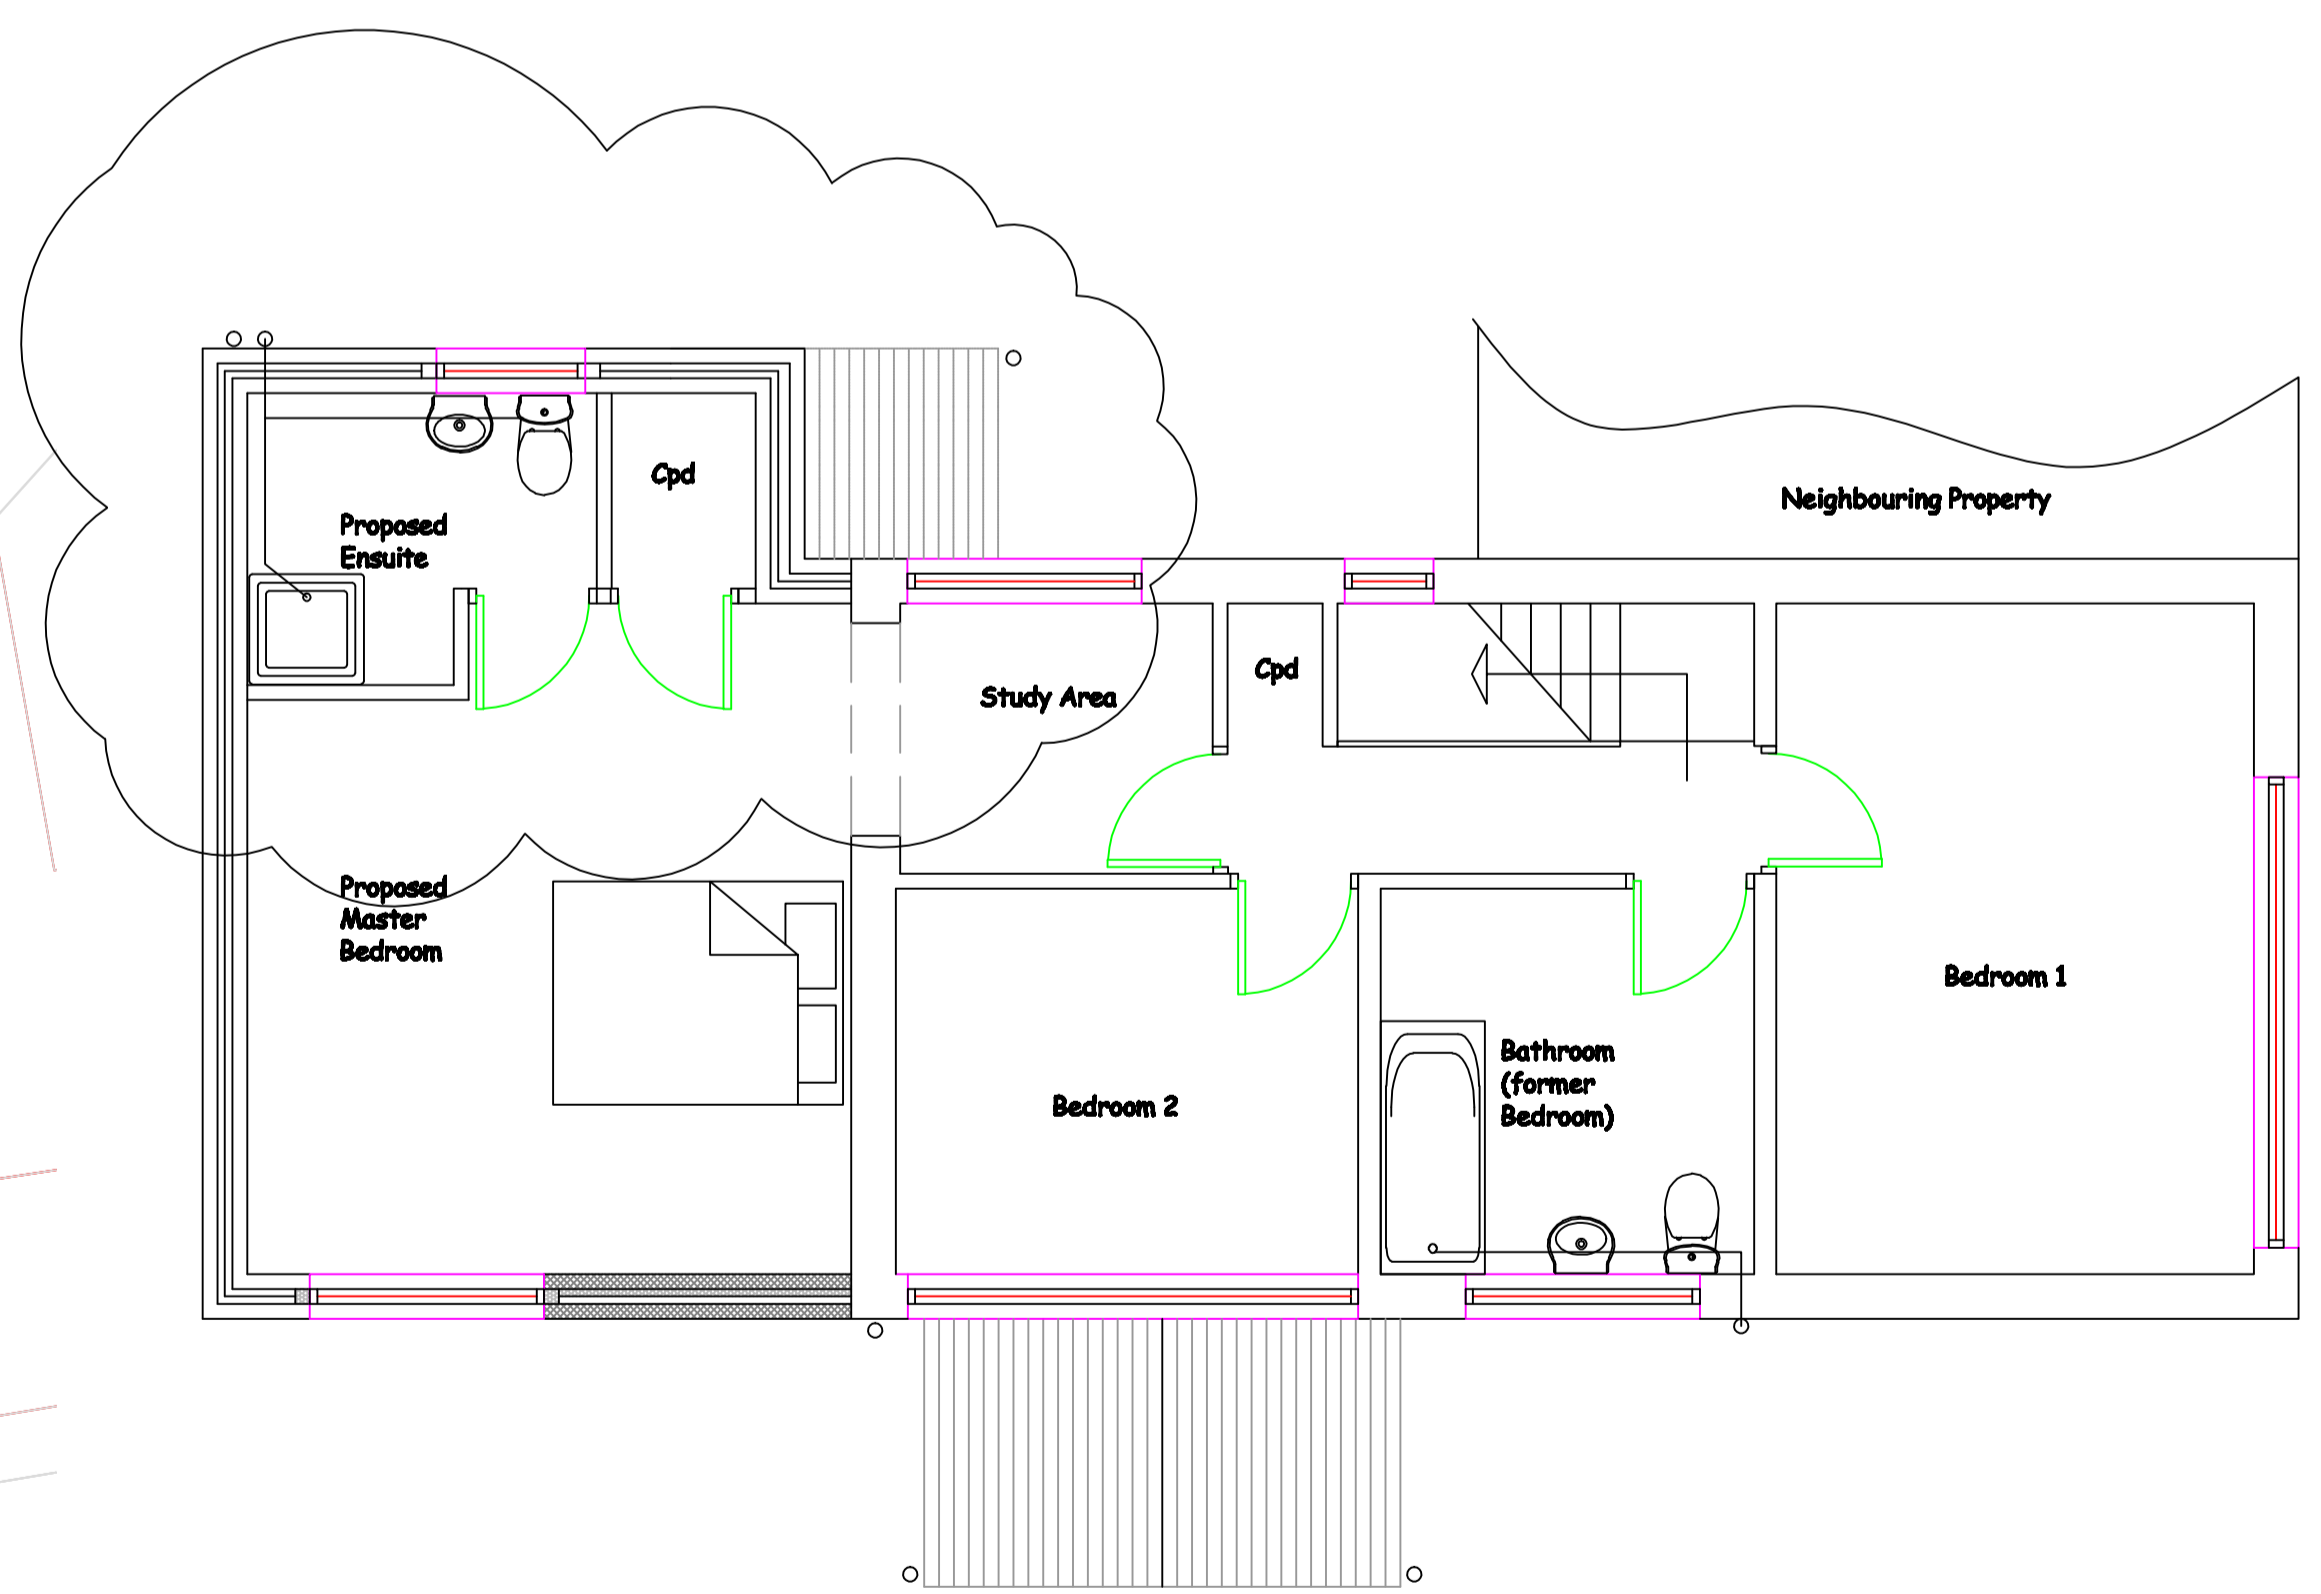 Cpd
Neighbouring Property
Proposed
Ensuite
Cpd
Study Area
Proposed
Master
Bedroom
Bedroom 1
Bathroom
(former
Bedroom)
Bedroom 2